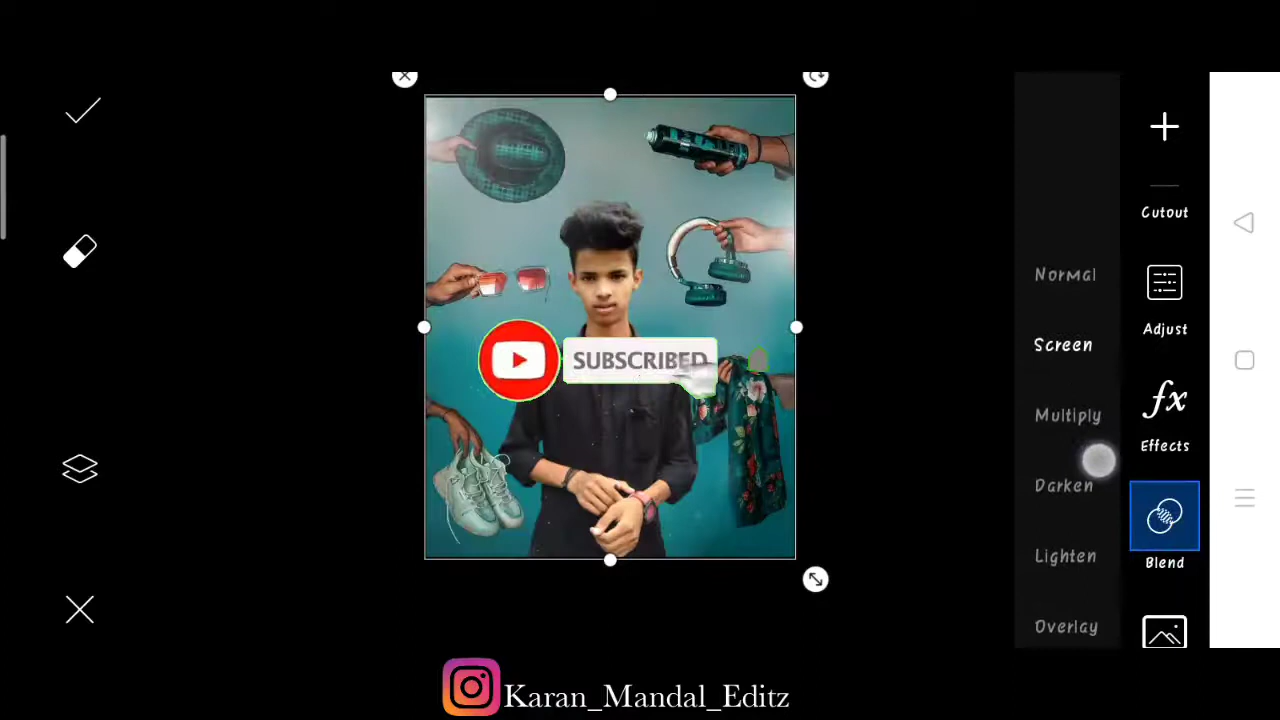 Cutout
Normal
Adjust
Screen
SUBSCRIBED
Multiply
Effects
Darken
Lighten
Blend
Overlay
Karan_Mandal_Editz